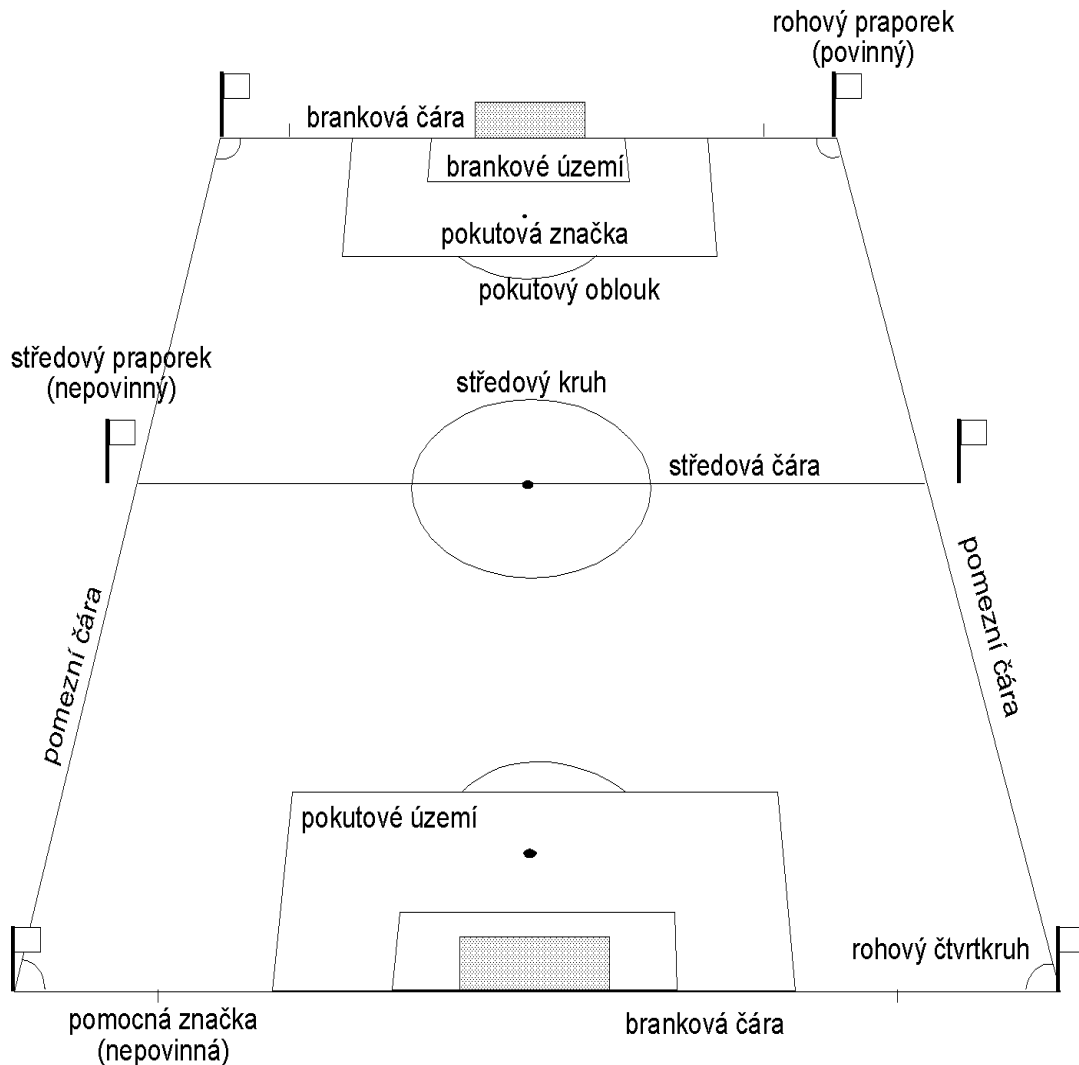 rohový praporek
(povinný)
branková čára
brankové území
pokutová značka
pokutový oblouk
středový praporek
(nepovinný)
středový kruh
středová čára
pomezní čára
pomezní čára
pokutové území
rohový čtvrtkruh
pomocná značka
(nepovinná)
branková čára